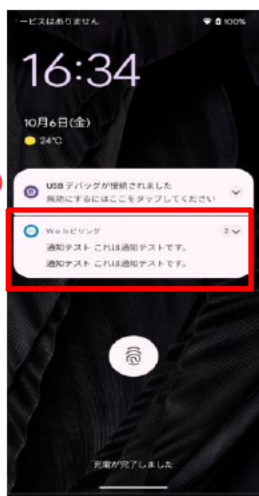 ービスはありません 100%
16:34
10月6日(金)
24°C
USB デバッグが接続されました
無効にするにはここをタップしてください
Webヒリング 2
通知テスト これは通知テストです。
通知テスト これは通知テストです。
充電が完了しました